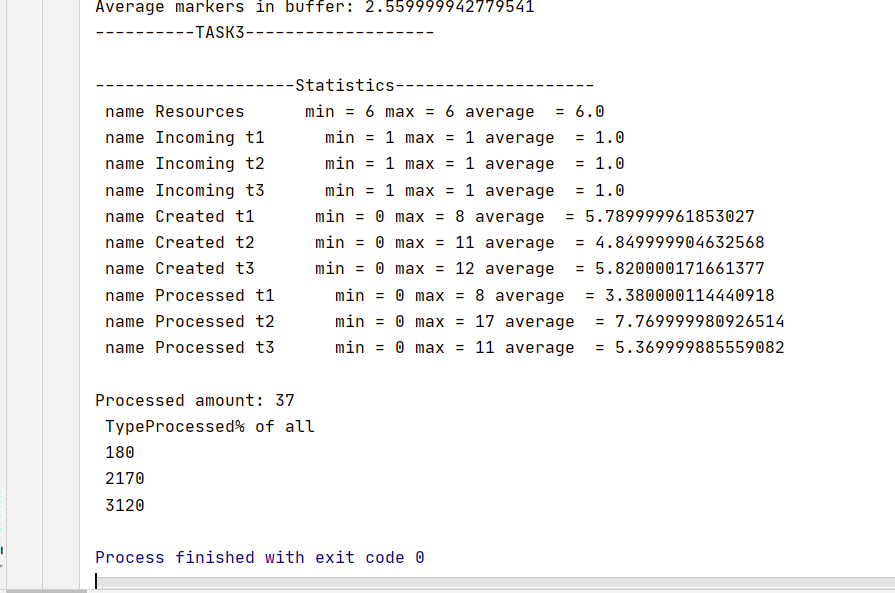 Average markers in buffer: 2.559999942779541
----------TASK3-------------------
--------------------Statistics--------------------
name Resources      min = 6 max = 6 average  = 6.0
name Incoming t1      min = 1 max = 1 average  = 1.0
name Incoming t2      min = 1 max = 1 average  = 1.0
name Incoming t3      min = 1 max = 1 average  = 1.0
name Created t1      min = 0 max = 8 average  = 5.789999961853027
name Created t2      min = 0 max = 11 average  = 4.849999904632568
name Created t3      min = 0 max = 12 average  = 5.820000171661377
name Processed t1      min = 0 max = 8 average  = 3.380000114440918
name Processed t2      min = 0 max = 17 average  = 7.769999980926514
name Processed t3      min = 0 max = 11 average  = 5.369999885559082
Processed amount: 37
TypeProcessed% of all
180
2170
3120
Process finished with exit code 0